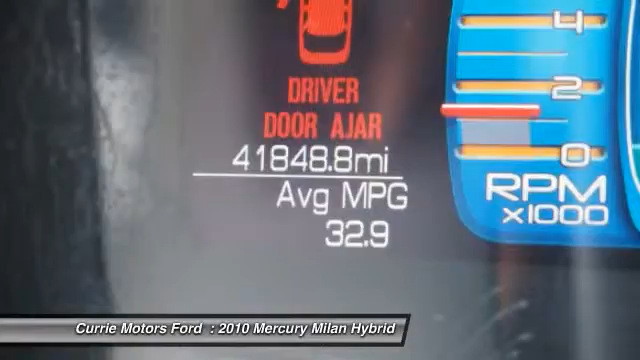 4
2
DRIVER
DOOR AJAR
41848.8mi
0
Avg MPG
RPM
32.9
x1000
Currie Motors Ford : 2010 Mercury Milan Hybrid